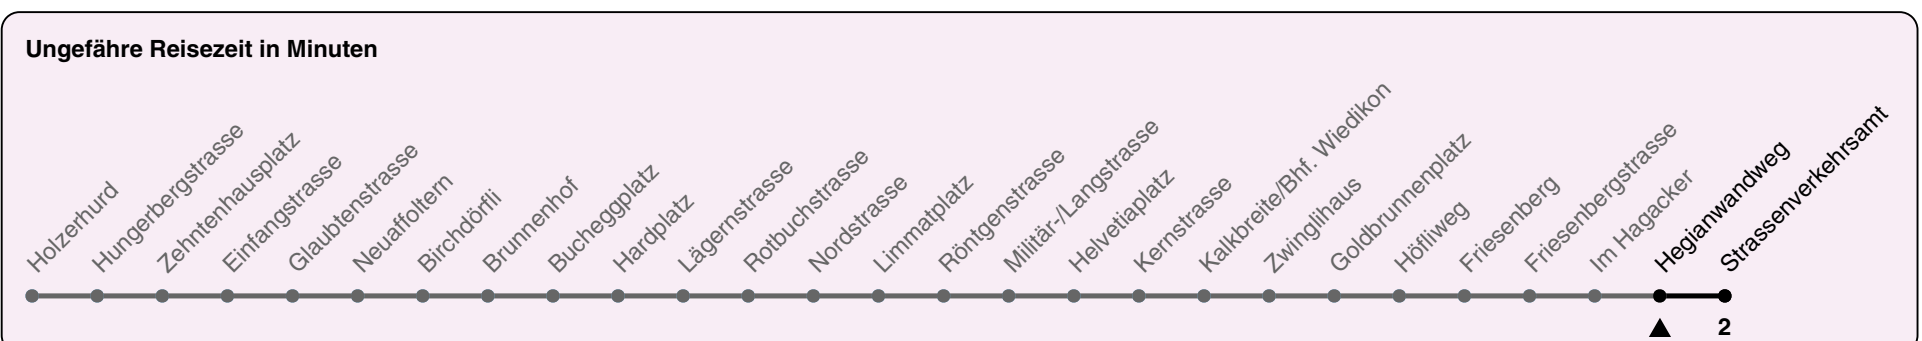 Ungefähre Reisezeit in Minuten
Holzerhurd
Hungerbergstrasse
Zehntenhausplatz
Einfangstrasse
Glaubtenstrasse
Neuaffoltern
Birchdörfli
Brunnenhof
Bucheggplatz
Hardplatz
Lägernstrasse
Rotbuchstrasse
Nordstrasse
Limmatplatz
Röntgenstrasse
Militär-/Langstrasse
Helvetiaplatz
Kernstrasse
Kalkbreite/Bhf. Wiedikon
Zwinglihaus
Goldbrunnenplatz
Höfliweg
Friesenberg
Friesenbergstrasse
Im Hagacker
Hegianwandweg
Strassenverkehrsamt
2